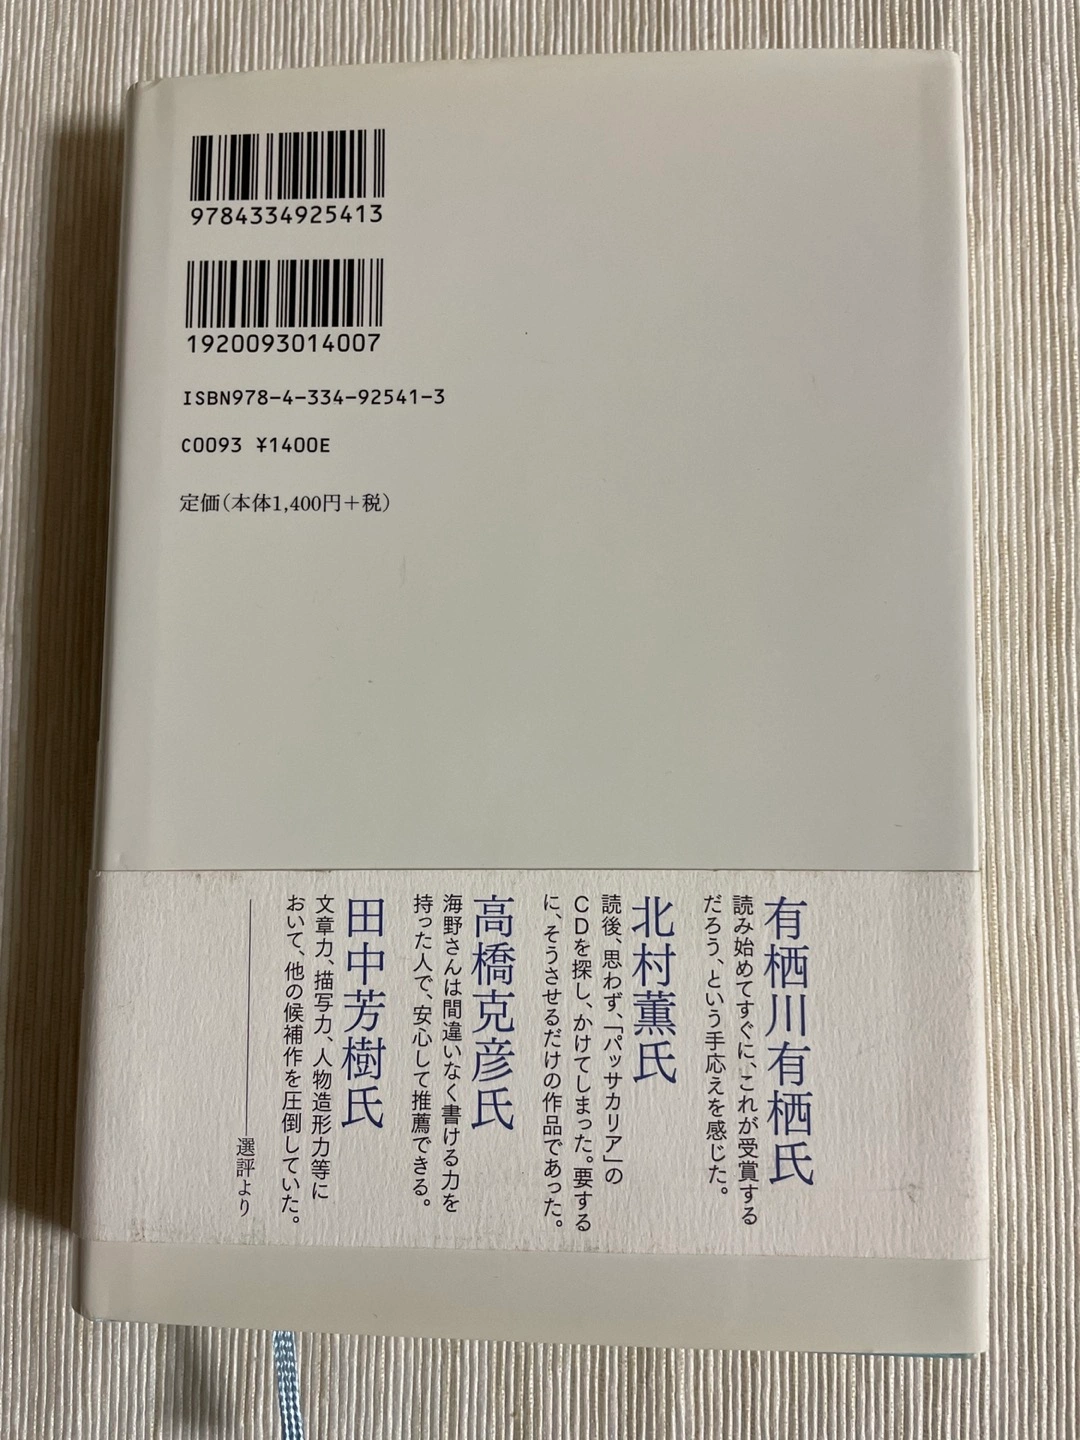 9784334925413
1920093014007
ISBN978-4-334-92541-3
C0093 ¥1400E
定価(本体1,400円+税)
有栖川有栖氏
読み始めてすぐに、これが受賞する
だろう、という手応えを感じた。
北村薫氏
読後、思わず、「パッサカリア」の
CDを探し、かけてしまった。要する
に、そうさせるだけの作品であった。
高橋克彦氏
海野さんは間違いなく書ける力を
持った人で、安心して推薦できる。
田中芳樹氏
文章力、描写力、人物造形力等に
おいて、他の候補作を圧倒していた。
――選評より